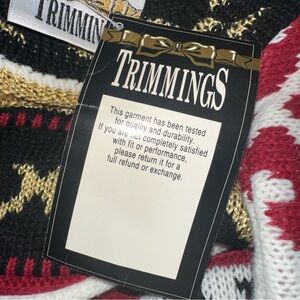 TRIMMING
TRIMMINGS
This garment has been tested
for quality and durability.
If you are not completely satisfied
with fit or performance,
please return it for a
full refund or exchange.